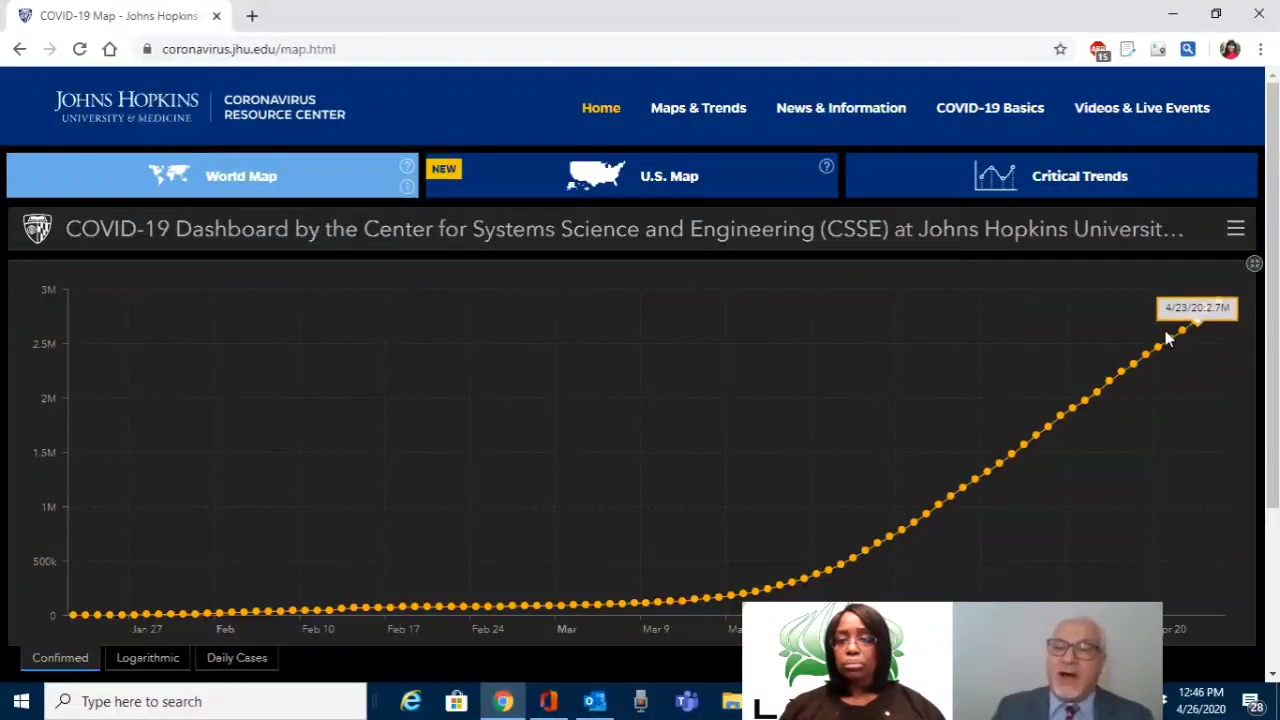 COVID-19 Map - Johns Hopkins
coronavirus.jhu.edu/map.html
15
JOHNS HOPKINS
UNIVERSITY & MEDICINE
CORONAVIRUS
RESOURCE CENTER
Home
Maps & Trends
News & Information
COVID-19 Basics
Videos & Live Events
World Map
NEW
U.S. Map
Critical Trends
COVID-19 Dashboard by the Center for Systems Science and Engineering (CSSE) at Johns Hopkins Universit...
3M
4/23/20:2.7M
2.5M
2M
1.5M
1M
500k
0
Jan 27
Feb
Feb 10
Feb 17
Feb 24
Mar
Mar 9
20
Confirmed
Logarithmic
Daily Cases
Type here to search
12:46 PM
4/26/2020
28